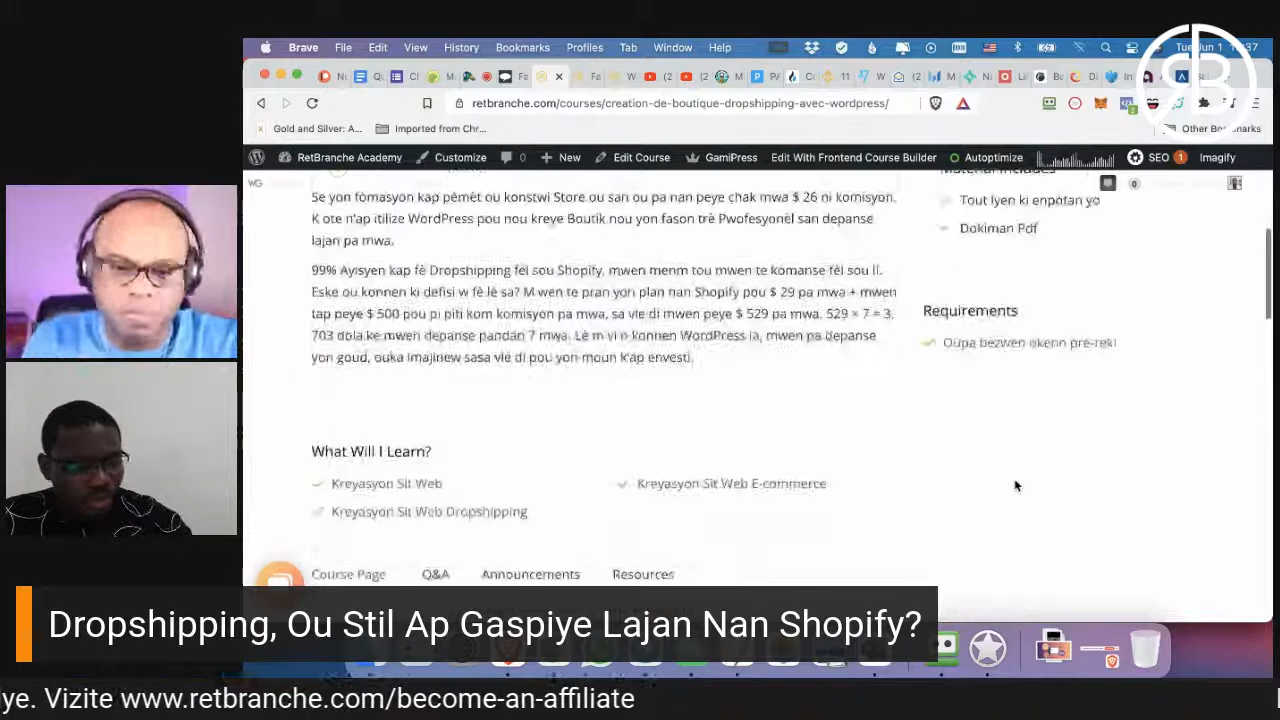 Brave File Edit View History Bookmarks Profiles Tab Window Help
Tue Jun 1
retbranche.com/courses/creation-de-boutique-dropshipping-avec-wordpress/
Gold and Silver: A... Imported from Chr... Other Bookmarks
RetBranche Academy Customize 0 New Edit Course GamiPress Edit With Frontend Course Builder Autoptimize SEO 1 Imagify
WG
0
Material Includes
Se yon fòmasyon kap pèmèt ou konstwi Store ou san ou pa nan peye chak mwa $ 26 ni komisyon.
K ote n'ap itilize WordPress pou nou kreye Boutik nou yon fason trè Pwofesyonèl san depanse
lajan pa mwa.
Tout lyen ki enpòtan yo
Dokiman Pdf
99% Ayisyen kap fè Dropshipping fèl sou Shopify, mwen menm tou mwen te komanse fèl sou li.
Eske ou konnen ki defisi w fè lè sa? M wen te pran yon plan nan Shopify pou $ 29 pa mwa + mwen
tap peye $ 500 pou pi piti kom komisyon pa mwa, sa vle di mwen peye $ 529 pa mwa. 529 × 7 = 3,
703 dola ke mwen depanse pandan 7 mwa. Lè m vin konnen WordPress la, mwen pa depanse
yon goud, ouka imajinew sasa vle di pou yon moun k'ap envesti.
Requirements
Oupa bezwen okenn pre-reki
What Will I Learn?
Kreyasyon Sit Web
Kreyasyon Sit Web E-commerce
Kreyasyon Sit Web Dropshipping
Course Page Q&A Announcements Resources
Dropshipping, Ou Stil Ap Gaspiye Lajan Nan Shopify?
lye. Vizite www.retbranche.com/become-an-affiliate